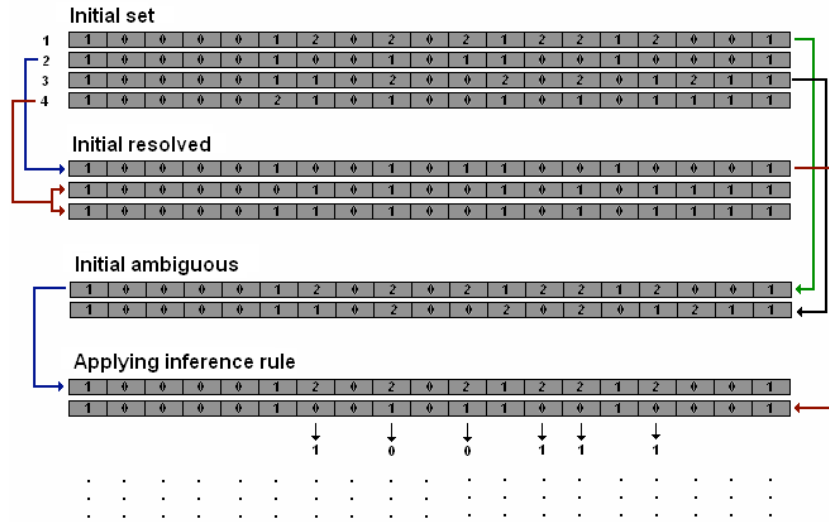 Initial set
1 1 0 0 0 0 1 2 0 2 0 2 1 2 2 1 2 0 0 1
2 1 0 0 0 0 1 0 0 1 0 1 1 0 0 1 0 0 0 1
3 1 0 0 0 0 1 1 0 2 0 0 2 0 2 0 1 2 1 1
4 1 0 0 0 0 2 1 0 1 0 0 1 0 1 0 1 1 1 1
Initial resolved
1 0 0 0 0 1 0 0 1 0 1 1 0 0 1 0 0 0 1
1 0 0 0 0 0 1 0 1 0 0 1 0 1 0 1 1 1 1
1 0 0 0 0 1 1 0 1 0 0 1 0 1 0 1 1 1 1
Initial ambiguous
1 0 0 0 0 1 2 0 2 0 2 1 2 2 1 2 0 0 1
1 0 0 0 0 1 1 0 2 0 0 2 0 2 0 1 2 1 1
Applying inference rule
1 0 0 0 0 1 2 0 2 0 2 1 2 2 1 2 0 0 1
1 0 0 0 0 1 0 0 1 0 1 1 0 0 1 0 0 0 1
1 0 0 1 1 1